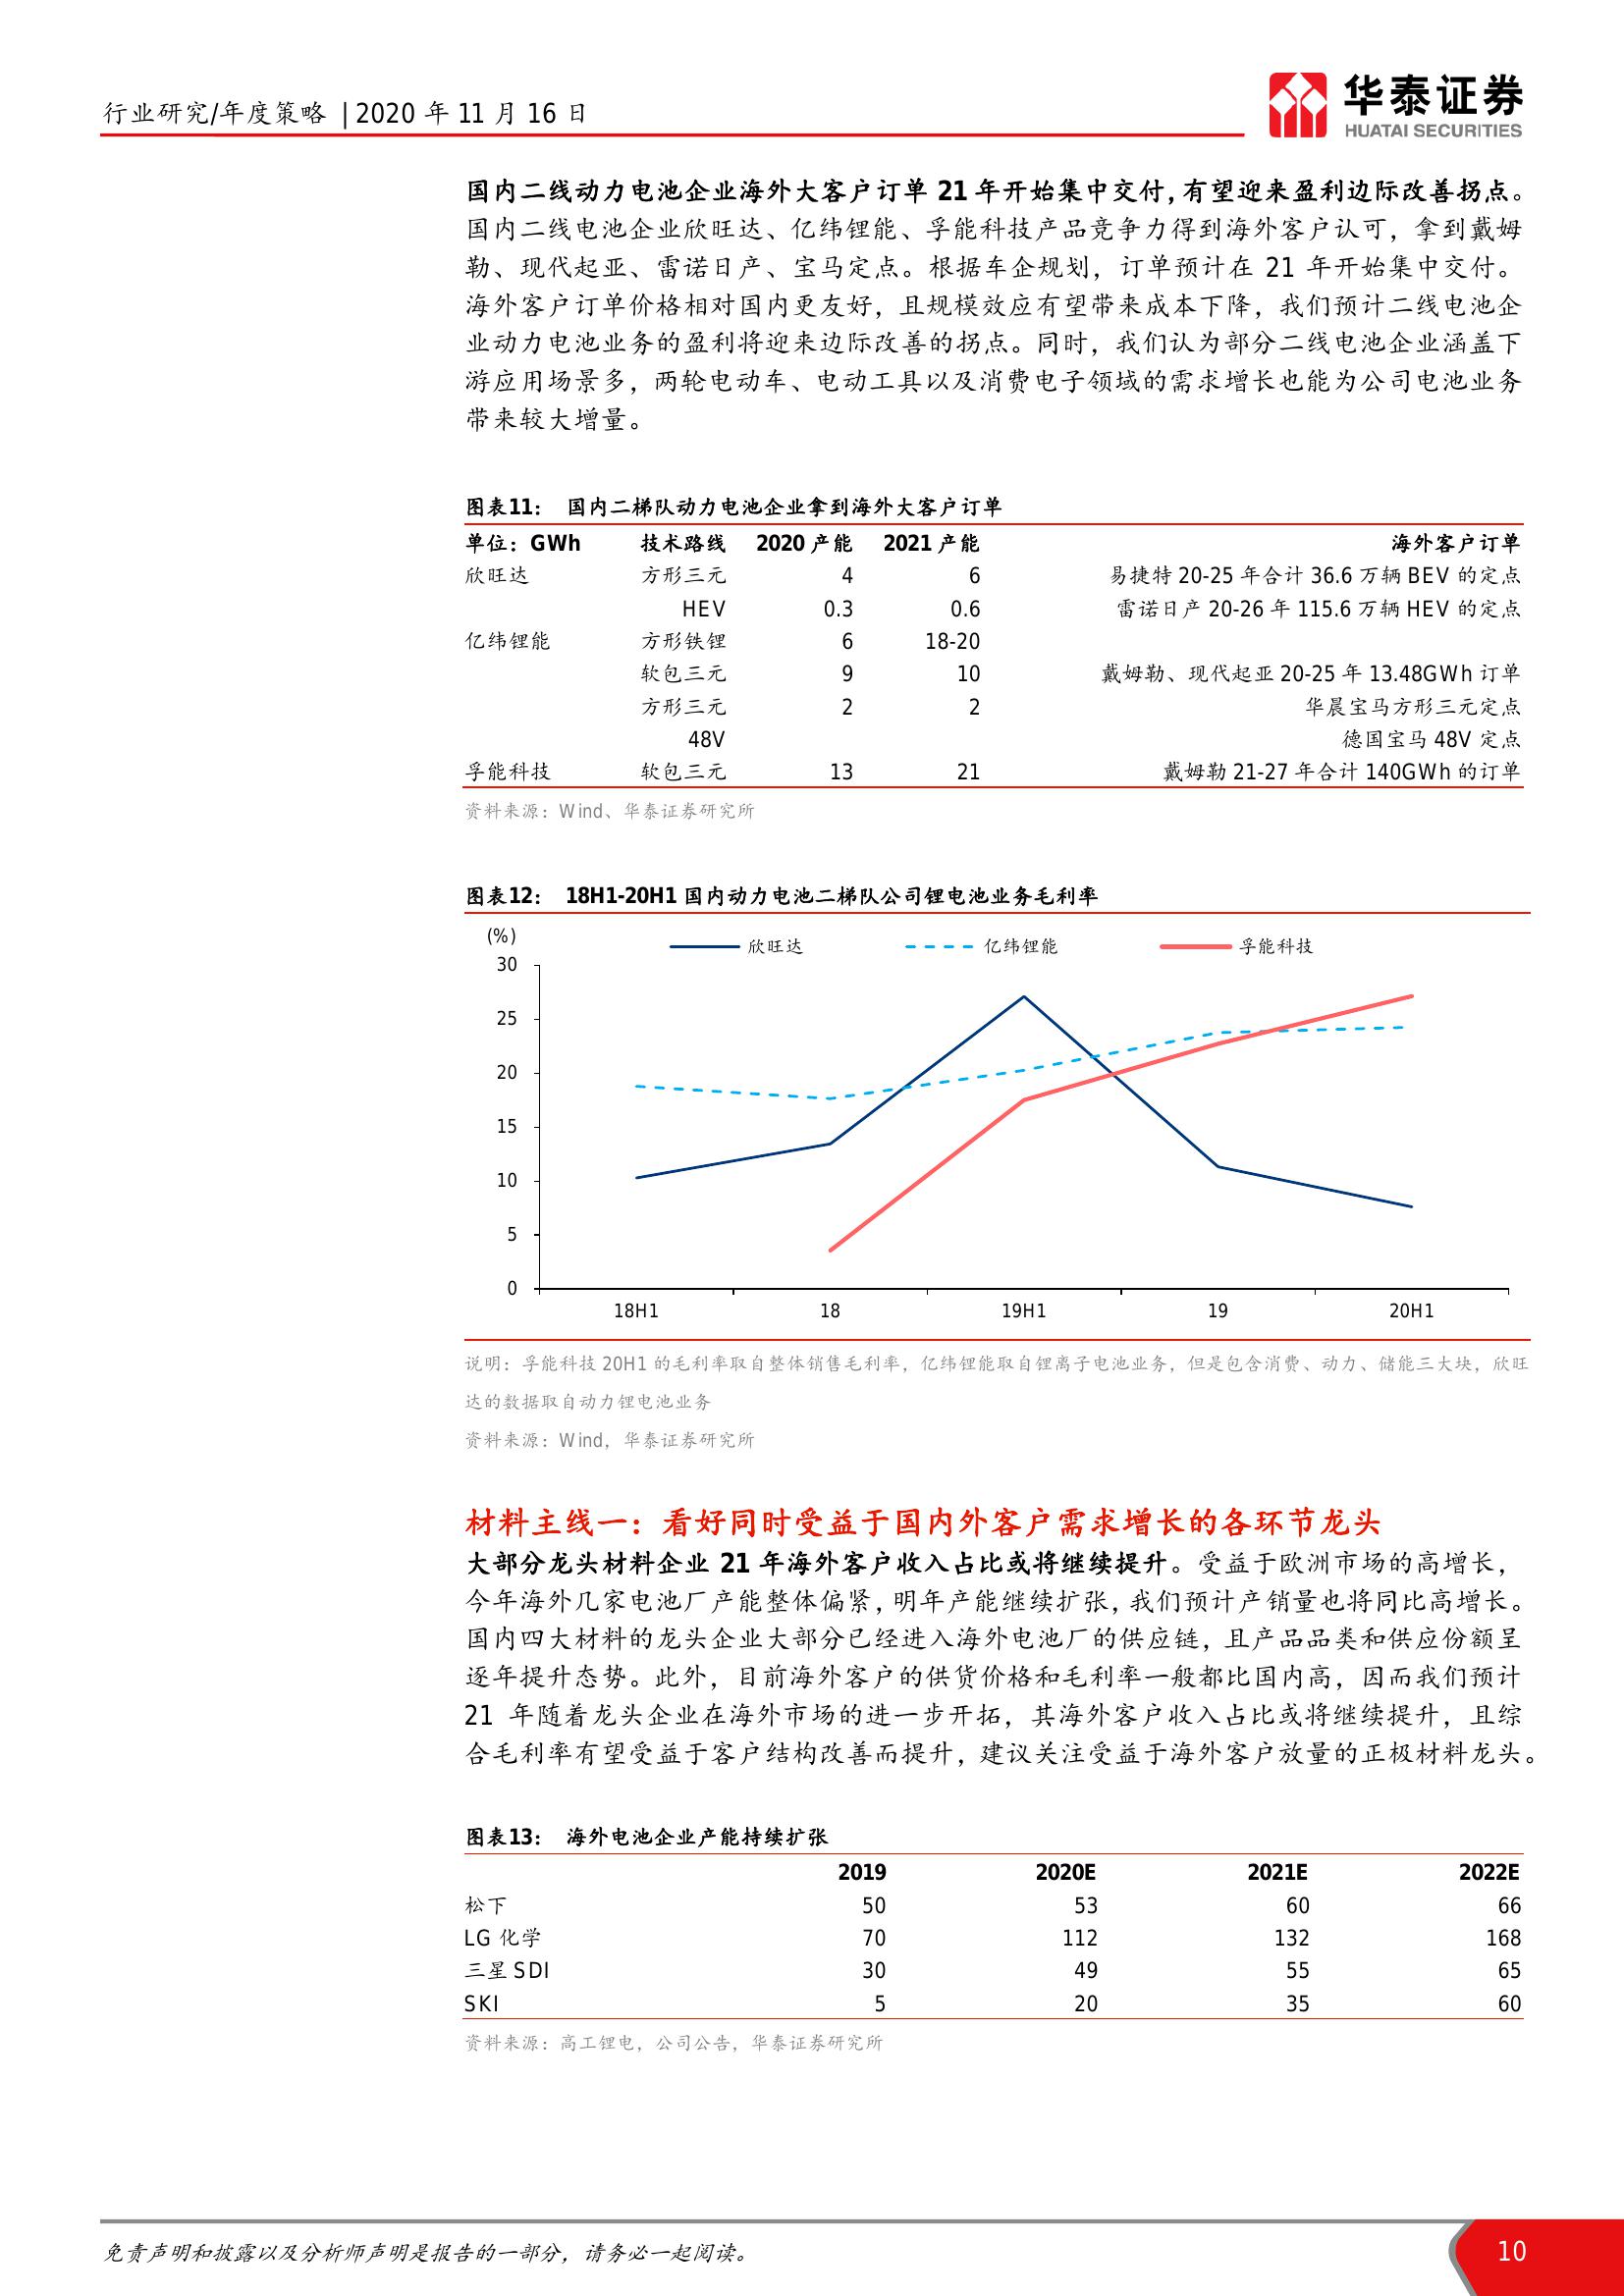 行业研究/年度策略 | 2020 年 11 月 16 日
华泰证券
HUATAI SECURITIES
国内二线动力电池企业海外大客户订单 21 年开始集中交付,有望迎来盈利边际改善拐点。
国内二线电池企业欣旺达、亿纬锂能、孚能科技产品竞争力得到海外客户认可，拿到戴姆
勒、现代起亚、雷诺日产、宝马定点。根据车企规划，订单预计在 21 年开始集中交付。
海外客户订单价格相对国内更友好，且规模效应有望带来成本下降，我们预计二线电池企
业动力电池业务的盈利将迎来边际改善的拐点。同时，我们认为部分二线电池企业涵盖下
游应用场景多，两轮电动车、电动工具以及消费电子领域的需求增长也能为公司电池业务
带来较大增量。
图表11： 国内二梯队动力电池企业拿到海外大客户订单
单位：GWh 技术路线 2020 产能 2021 产能 海外客户订单
欣旺达 方形三元 4 6 易捷特 20-25 年合计 36.6 万辆 BEV 的定点
HEV 0.3 0.6 雷诺日产 20-26 年 115.6 万辆 HEV 的定点
亿纬锂能 方形铁锂 6 18-20
软包三元 9 10 戴姆勒、现代起亚 20-25 年 13.48GWh 订单
方形三元 2 2 华晨宝马方形三元定点
48V 德国宝马 48V 定点
孚能科技 软包三元 13 21 戴姆勒 21-27 年合计 140GWh 的订单
资料来源：Wind、华泰证券研究所
图表12： 18H1-20H1 国内动力电池二梯队公司锂电池业务毛利率
(%)
欣旺达 亿纬锂能 孚能科技
30
25
20
15
10
5
0
18H1 18 19H1 19 20H1
说明：孚能科技 20H1 的毛利率取自整体销售毛利率，亿纬锂能取自锂离子电池业务，但是包含消费、动力、储能三大块，欣旺
达的数据取自动力锂电池业务
资料来源：Wind，华泰证券研究所
材料主线一：看好同时受益于国内外客户需求增长的各环节龙头
大部分龙头材料企业 21 年海外客户收入占比或将继续提升。受益于欧洲市场的高增长，
今年海外几家电池厂产能整体偏紧,明年产能继续扩张,我们预计产销量也将同比高增长。
国内四大材料的龙头企业大部分已经进入海外电池厂的供应链，且产品品类和供应份额呈
逐年提升态势。此外，目前海外客户的供货价格和毛利率一般都比国内高，因而我们预计
21 年随着龙头企业在海外市场的进一步开拓，其海外客户收入占比或将继续提升，且综
合毛利率有望受益于客户结构改善而提升，建议关注受益于海外客户放量的正极材料龙头。
图表13： 海外电池企业产能持续扩张
2019 2020E 2021E 2022E
松下 50 53 60 66
LG 化学 70 112 132 168
三星 SDI 30 49 55 65
SKI 5 20 35 60
资料来源：高工锂电，公司公告，华泰证券研究所
免责声明和披露以及分析师声明是报告的一部分，请务必一起阅读。
10